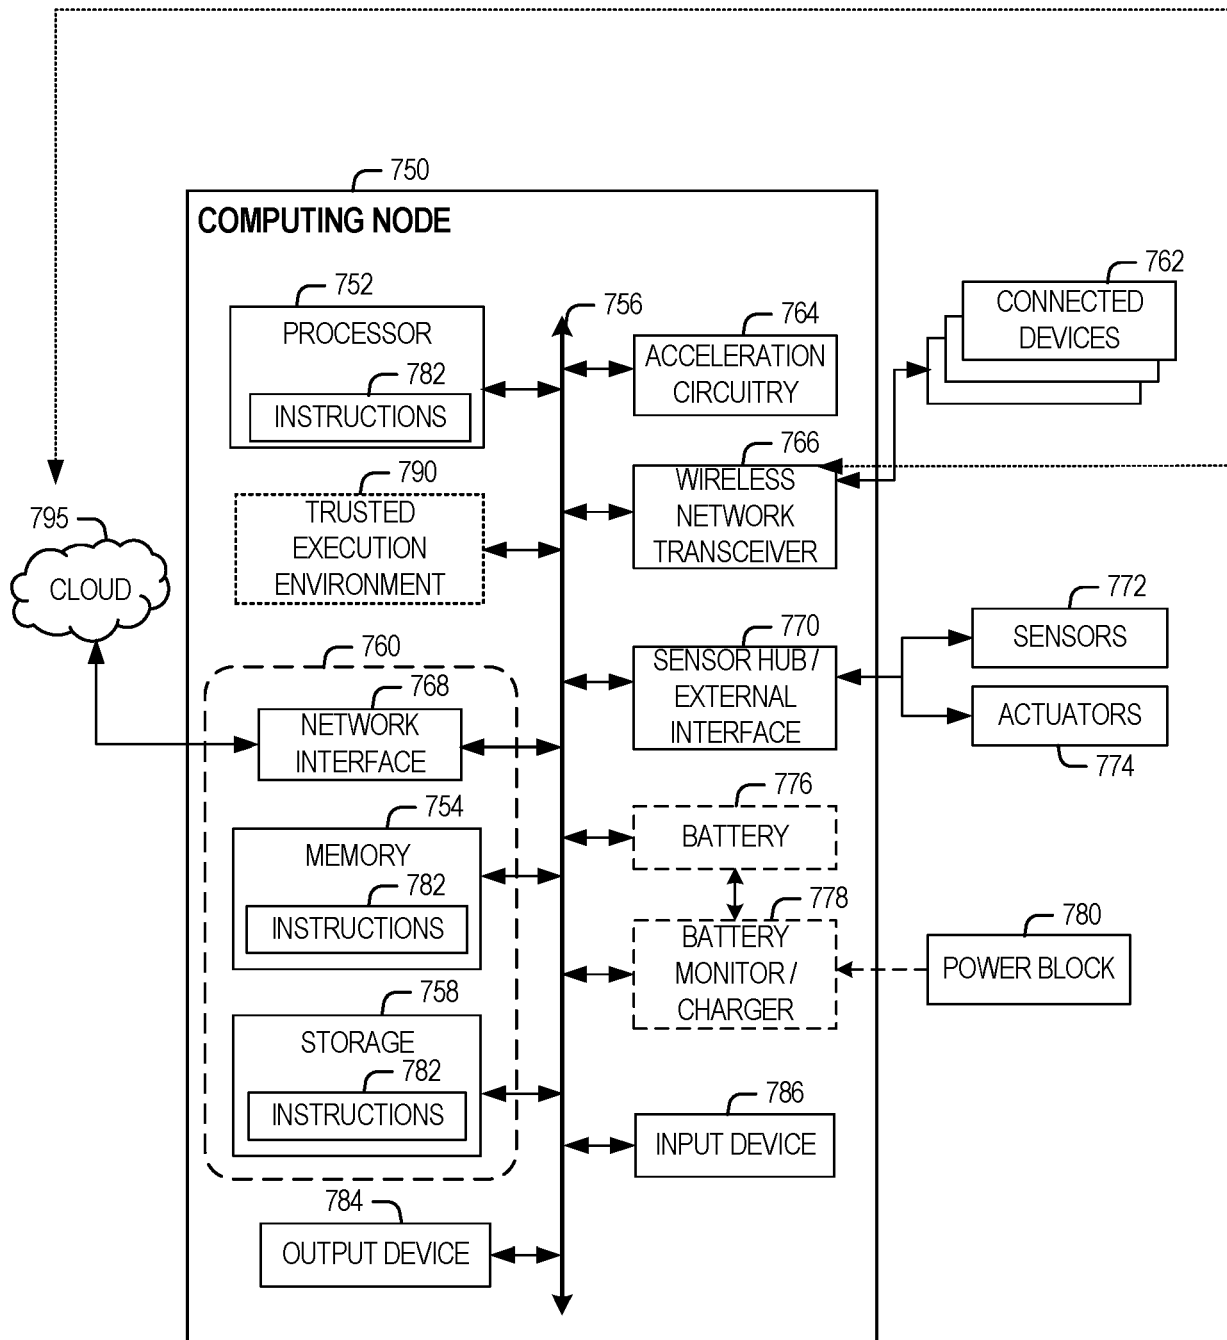 750
COMPUTING NODE
752
PROCESSOR
782
INSTRUCTIONS
790
TRUSTED
EXECUTION
ENVIRONMENT
795
CLOUD
760
768
NETWORK
INTERFACE
754
MEMORY
782
INSTRUCTIONS
758
STORAGE
782
INSTRUCTIONS
784
OUTPUT DEVICE
756
764
ACCELERATION
CIRCUITRY
766
WIRELESS
NETWORK
TRANSCEIVER
770
SENSOR HUB /
EXTERNAL
INTERFACE
776
BATTERY
778
BATTERY
MONITOR /
CHARGER
786
INPUT DEVICE
762
CONNECTED
DEVICES
772
SENSORS
ACTUATORS
774
780
POWER BLOCK